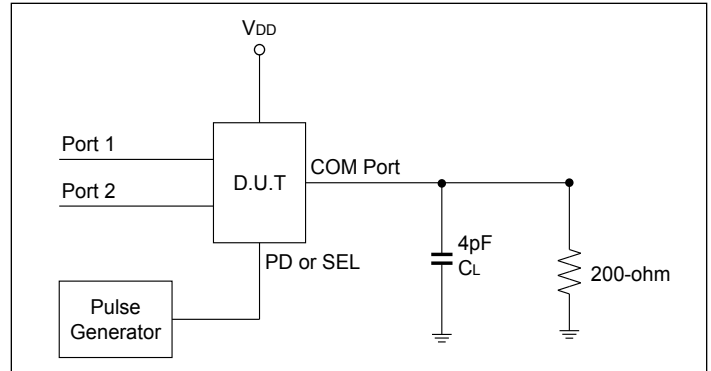 VDD
Port 1
Port 2
D.U.T
COM Port
PD or SEL
4pF
CL
200-ohm
Pulse
Generator